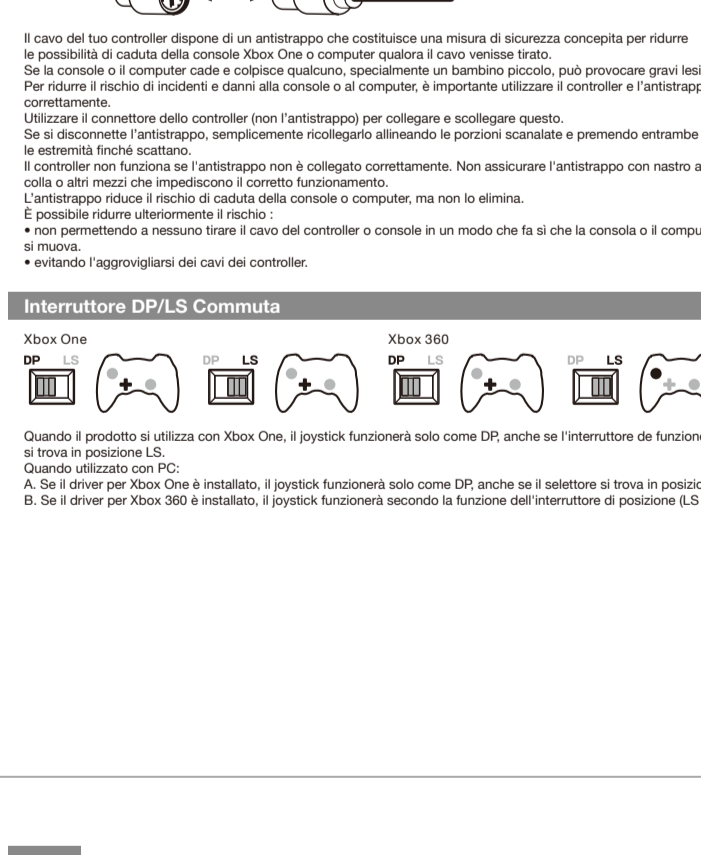 Il cavo del tuo controller dispone di un antistrappo che costituisce una misura di sicurezza concepita per ridurre
le possibilità di caduta della console Xbox One o computer qualora il cavo venisse tirato.
Se la console o il computer cade e colpisce qualcuno, specialmente un bambino piccolo, può provocare gravi lesi
Per ridurre il rischio di incidenti e danni alla console o al computer, è importante utilizzare il controller e l'antistrapp
correttamente.
Utilizzare il connettore dello controller (non l'antistrappo) per collegare e scollegare questo.
Se si disconnette l'antistrappo, semplicemente ricollegarlo allineando le porzioni scanalate e premendo entrambe
le estremità finché scattano.
Il controller non funziona se l'antistrappo non è collegato correttamente. Non assicurare l'antistrappo con nastro a
colla o altri mezzi che impediscono il corretto funzionamento.
L'antistrappo riduce il rischio di caduta della console o computer, ma non lo elimina.
È possibile ridurre ulteriormente il rischio :
• non permettendo a nessuno tirare il cavo del controller o console in un modo che fa sì che la consola o il compu
si muova.
• evitando l'aggrovigliarsi dei cavi dei controller.
Interruttore DP/LS Commuta
Xbox One Xbox 360
DP LS DP LS DP LS DP LS
Quando il prodotto si utilizza con Xbox One, il joystick funzionerà solo come DP, anche se l'interruttore de funzion
si trova in posizione LS.
Quando utilizzato con PC:
A. Se il driver per Xbox One è installato, il joystick funzionerà solo come DP, anche se il selettore si trova in posizio
B. Se il driver per Xbox 360 è installato, il joystick funzionerà secondo la funzione dell'interruttore di posizione (LS